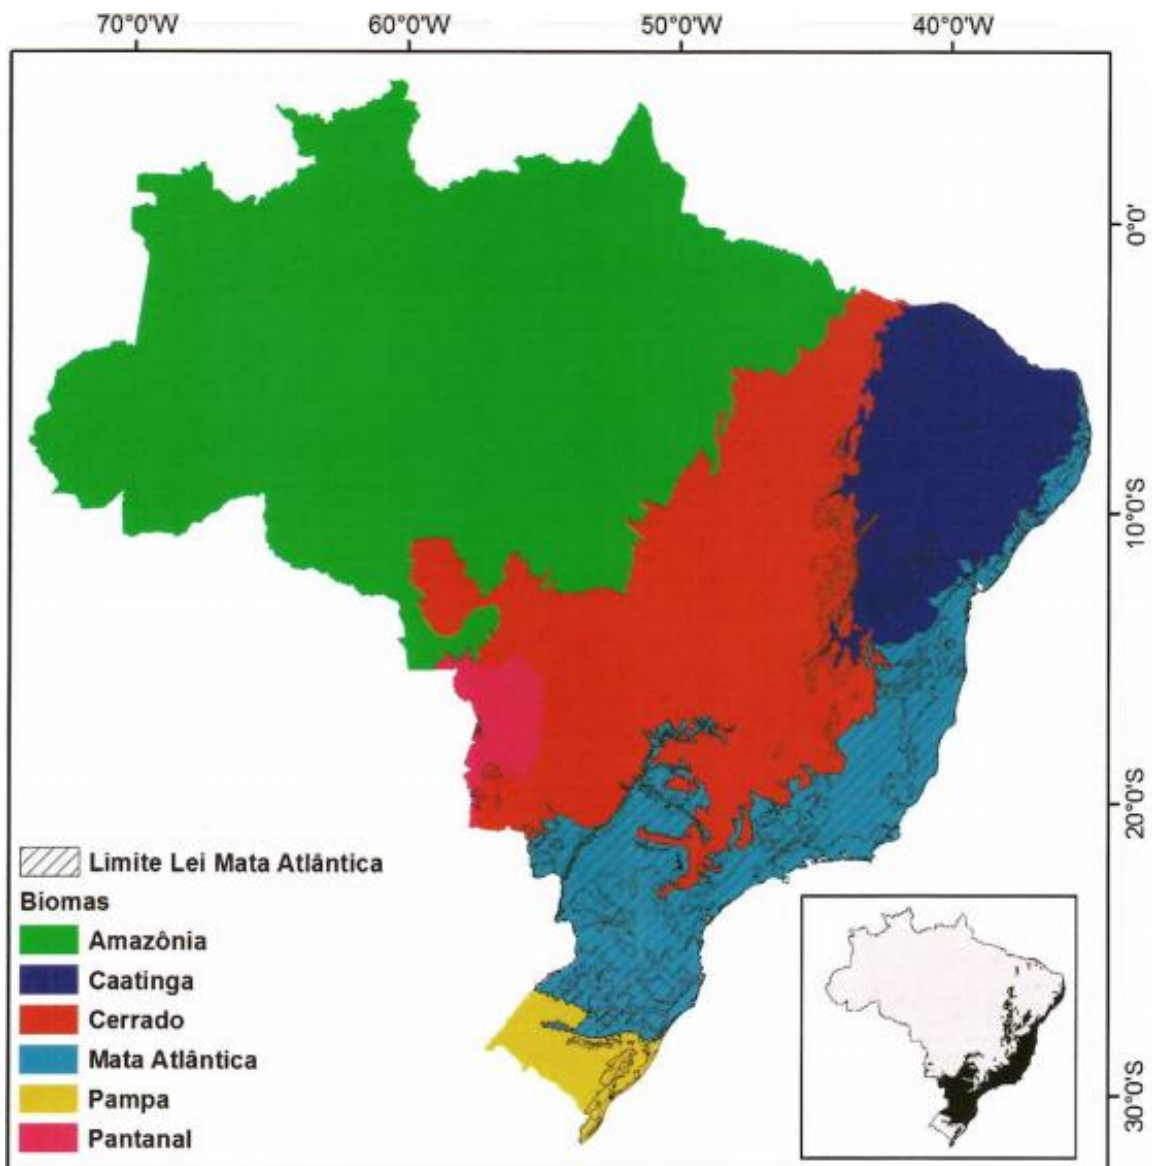 70°0'W 60°0'W 50°0'W 40°0'W
0°0'
10°0'S
20°0'S
30°0'S
Limite Lei Mata Atlântica
Biomas
Amazônia
Caatinga
Cerrado
Mata Atlântica
Pampa
Pantanal